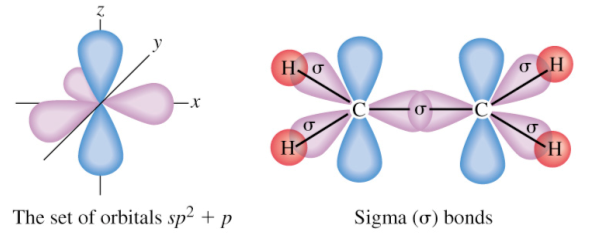 z
y
x
The set of orbitals sp² + p
H σ σ H
C σ C
H σ σ H
Sigma (σ) bonds